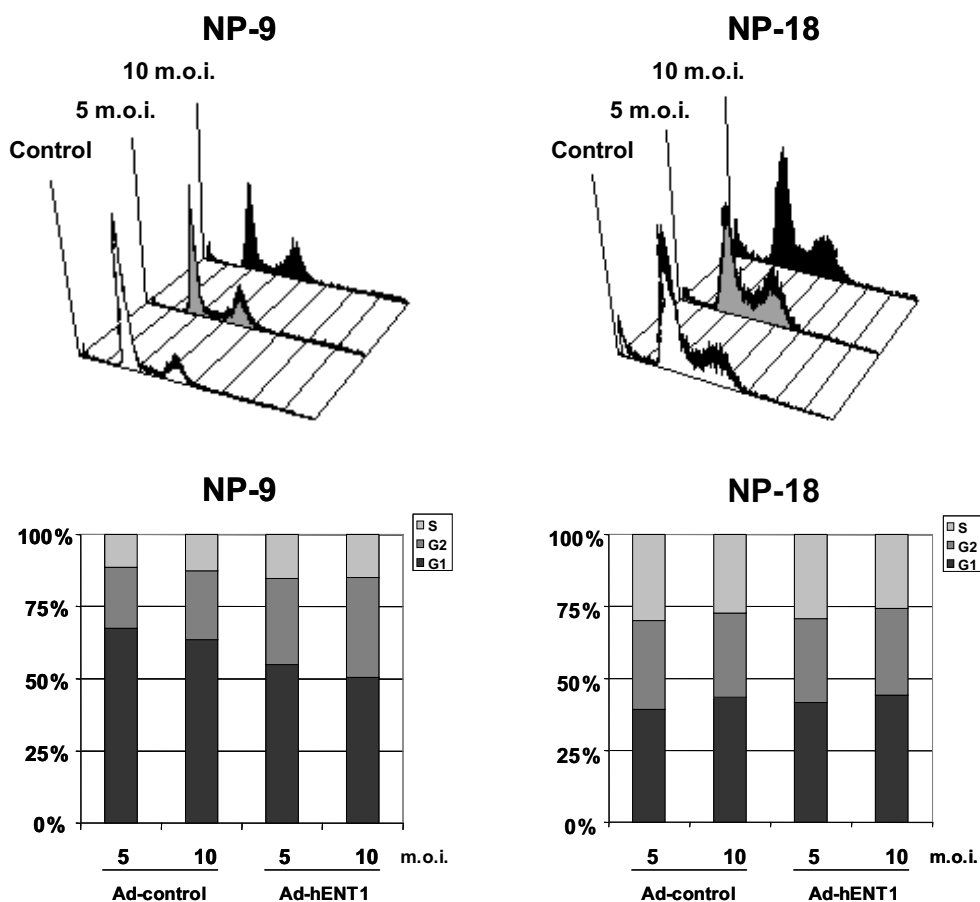 NP-9
10 m.o.i.
5 m.o.i.
Control
NP-18
10 m.o.i.
5 m.o.i.
Control
NP-9
100%
75%
50%
25%
0%
S
G2
G1
5 10 5 10 m.o.i.
Ad-control Ad-hENT1
NP-18
100%
75%
50%
25%
0%
S
G2
G1
5 10 5 10 m.o.i.
Ad-control Ad-hENT1